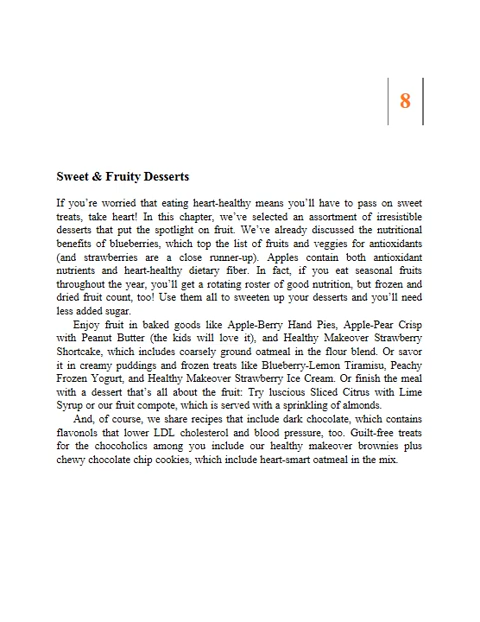 8
Sweet & Fruity Desserts
If you’re worried that eating heart-healthy means you’ll have to pass on sweet
treats, take heart! In this chapter, we’ve selected an assortment of irresistible
desserts that put the spotlight on fruit. We’ve already discussed the nutritional
benefits of blueberries, which top the list of fruits and veggies for antioxidants
(and strawberries are a close runner-up). Apples contain both antioxidant
nutrients and heart-healthy dietary fiber. In fact, if you eat seasonal fruits
throughout the year, you’ll get a rotating roster of good nutrition, but frozen and
dried fruit count, too! Use them all to sweeten up your desserts and you’ll need
less added sugar.
Enjoy fruit in baked goods like Apple-Berry Hand Pies, Apple-Pear Crisp
with Peanut Butter (the kids will love it), and Healthy Makeover Strawberry
Shortcake, which includes coarsely ground oatmeal in the flour blend. Or savor
it in creamy puddings and frozen treats like Blueberry-Lemon Tiramisu, Peachy
Frozen Yogurt, and Healthy Makeover Strawberry Ice Cream. Or finish the meal
with a dessert that’s all about the fruit: Try luscious Sliced Citrus with Lime
Syrup or our fruit compote, which is served with a sprinkling of almonds.
And, of course, we share recipes that include dark chocolate, which contains
flavonols that lower LDL cholesterol and blood pressure, too. Guilt-free treats
for the chocoholics among you include our healthy makeover brownies plus
chewy chocolate chip cookies, which include heart-smart oatmeal in the mix.